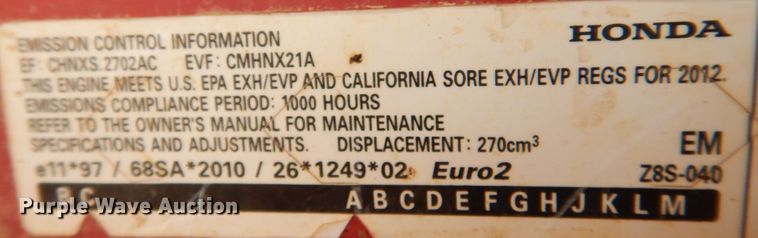 EMISSION CONTROL INFORMATION
HONDA
EF: CHNXS.2702AC EVF: CMHNX21A
THIS ENGINE MEETS U.S. EPA EXH/EVP AND CALIFORNIA SORE EXH/EVP REGS FOR 2012.
EMISSIONS COMPLIANCE PERIOD: 1000 HOURS
REFER TO THE OWNER'S MANUAL FOR MAINTENANCE
SPECIFICATIONS AND ADJUSTMENTS. DISPLACEMENT: 270cm³ EM
e11*97 / 68SA*2010 / 26*1249*02 Euro2 Z8S-040
B C A B C D E F G H J K L M
Purple Wave Auction